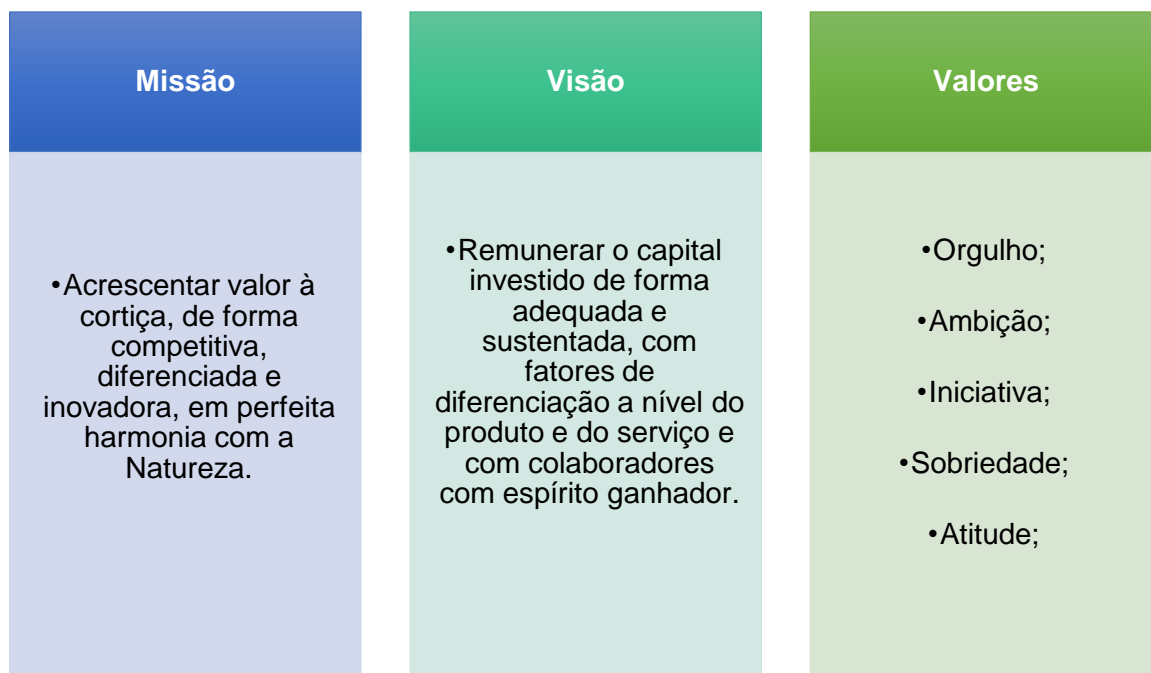 Missão
•Acrescentar valor à
cortiça, de forma
competitiva,
diferenciada e
inovadora, em perfeita
harmonia com a
Natureza.
Visão
•Remunerar o capital
investido de forma
adequada e
sustentada, com
fatores de
diferenciação a nível do
produto e do serviço e
com colaboradores
com espírito ganhador.
Valores
•Orgulho;
•Ambição;
•Iniciativa;
•Sobriedade;
•Atitude;